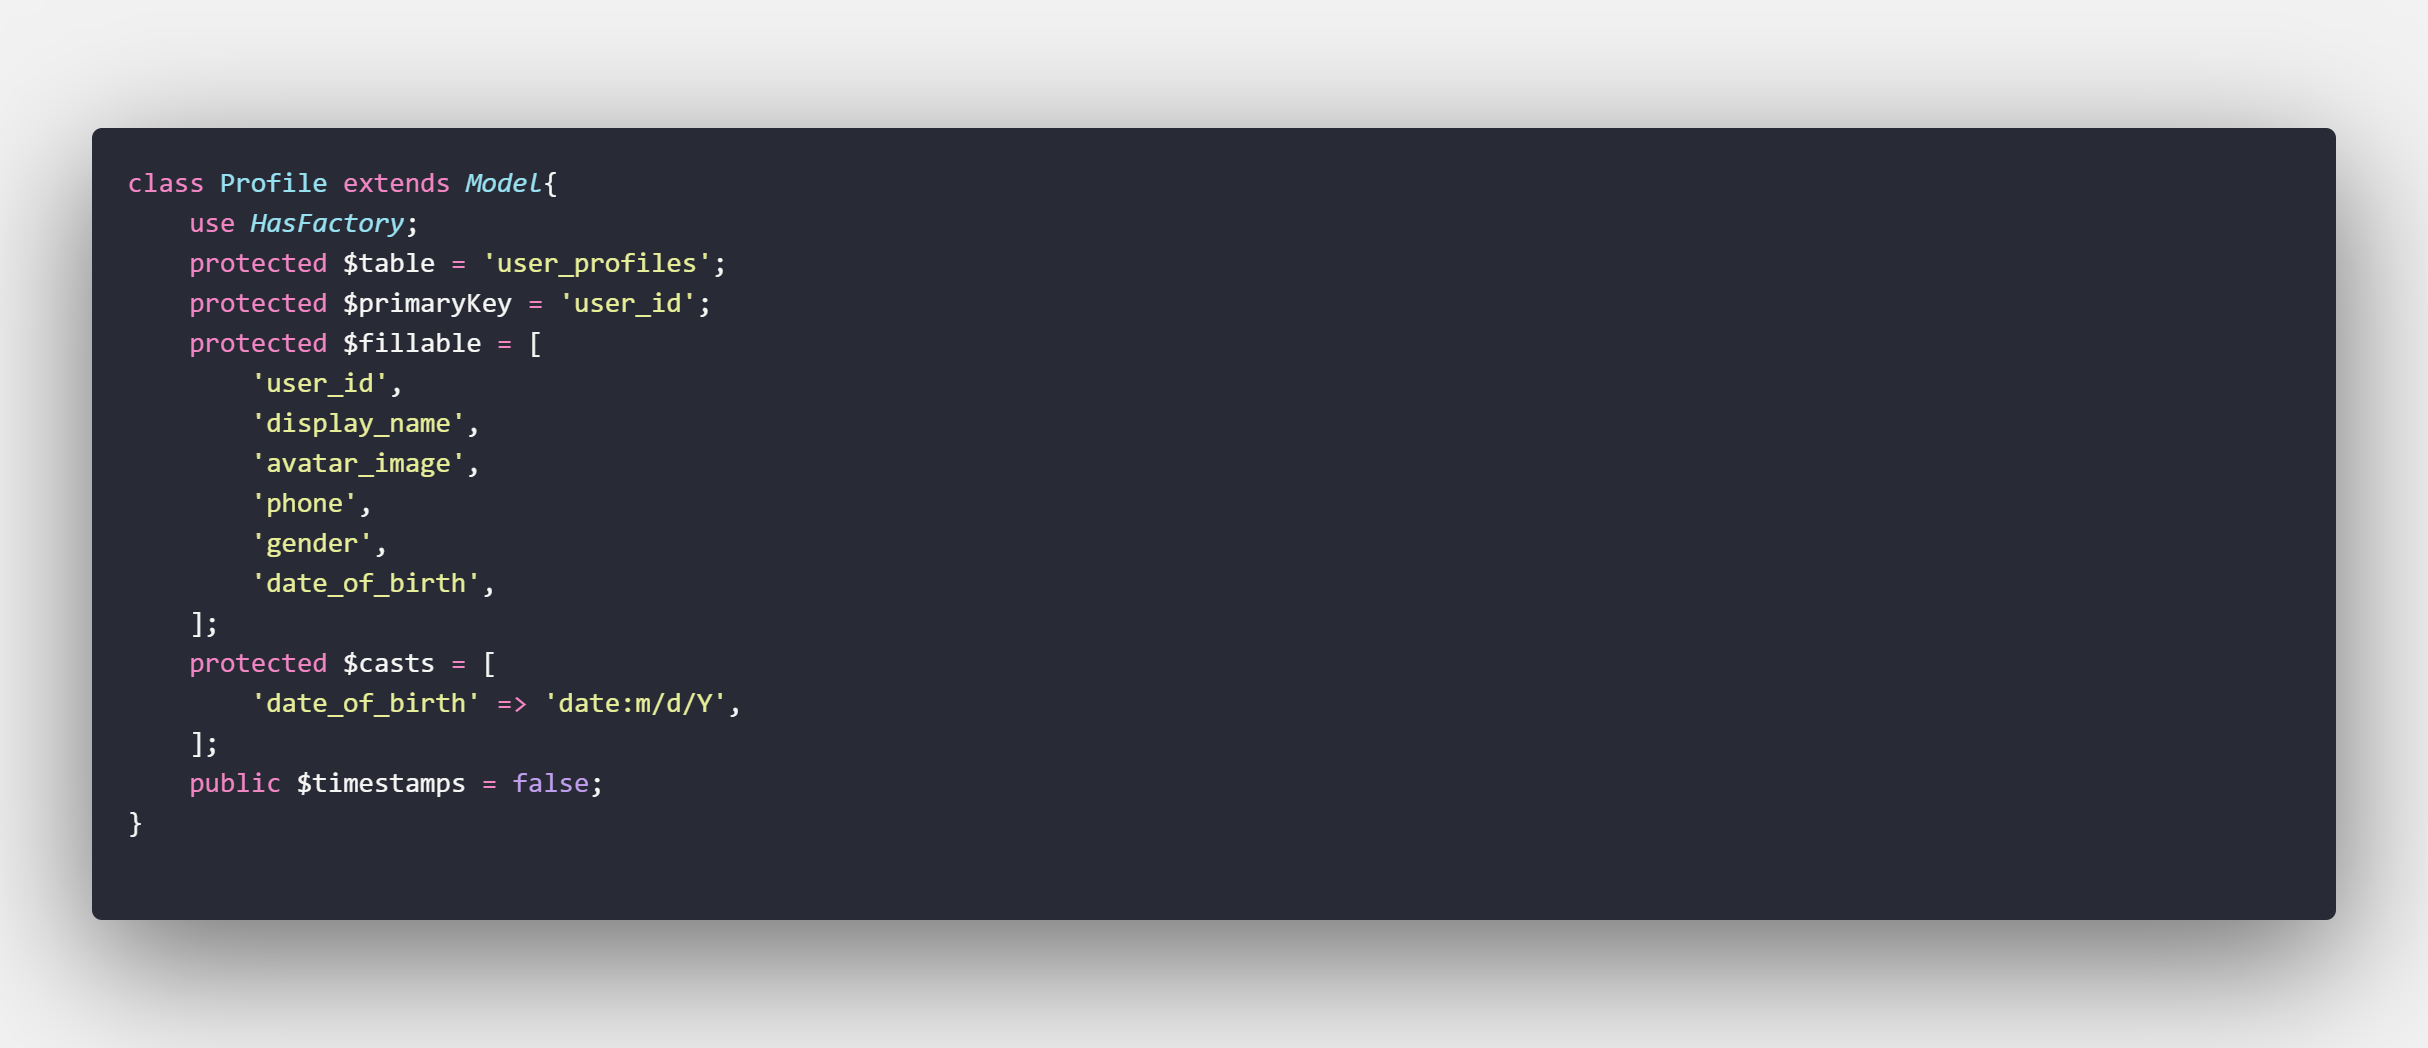 class Profile extends Model{
    use HasFactory;
    protected $table = 'user_profiles';
    protected $primaryKey = 'user_id';
    protected $fillable = [
        'user_id',
        'display_name',
        'avatar_image',
        'phone',
        'gender',
        'date_of_birth',
    ];
    protected $casts = [
        'date_of_birth' => 'date:m/d/Y',
    ];
    public $timestamps = false;
}